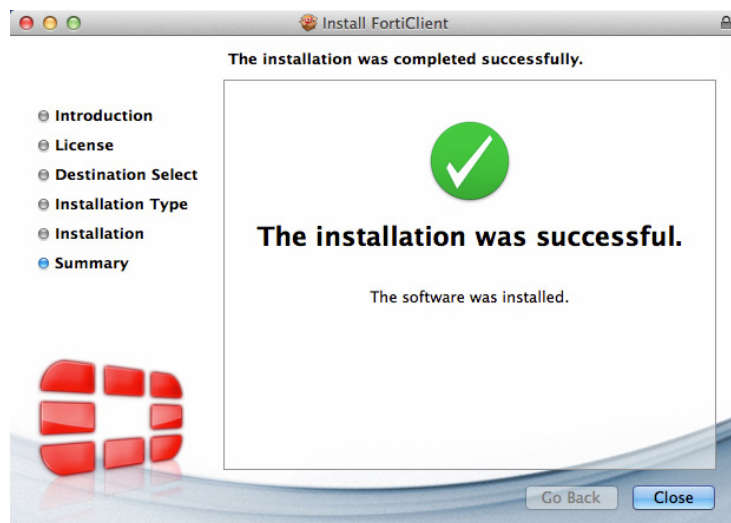 Install FortiClient
The installation was completed successfully.
Introduction
License
Destination Select
Installation Type
Installation
Summary
The installation was successful.
The software was installed.
Go Back
Close